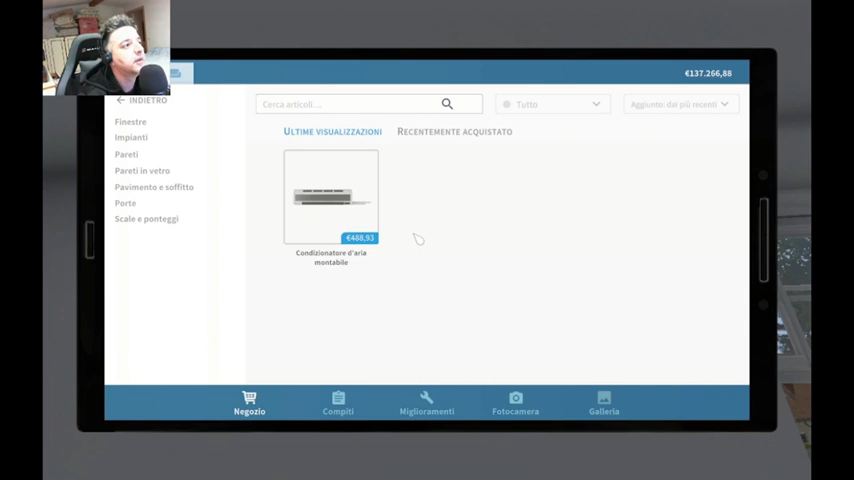 €137.266,88
INDIETRO
Cerca articoli....
Tutto
Aggiunto: dai più recenti
Finestre
Impianti
Pareti
Pareti in vetro
Pavimento e soffitto
Porte
Scale e ponteggi
ULTIME VISUALIZZAZIONI
RECENTEMENTE ACQUISTATO
€488,93
Condizionatore d'aria
montabile
Negozio
Compiti
Miglioramenti
Fotocamera
Galleria